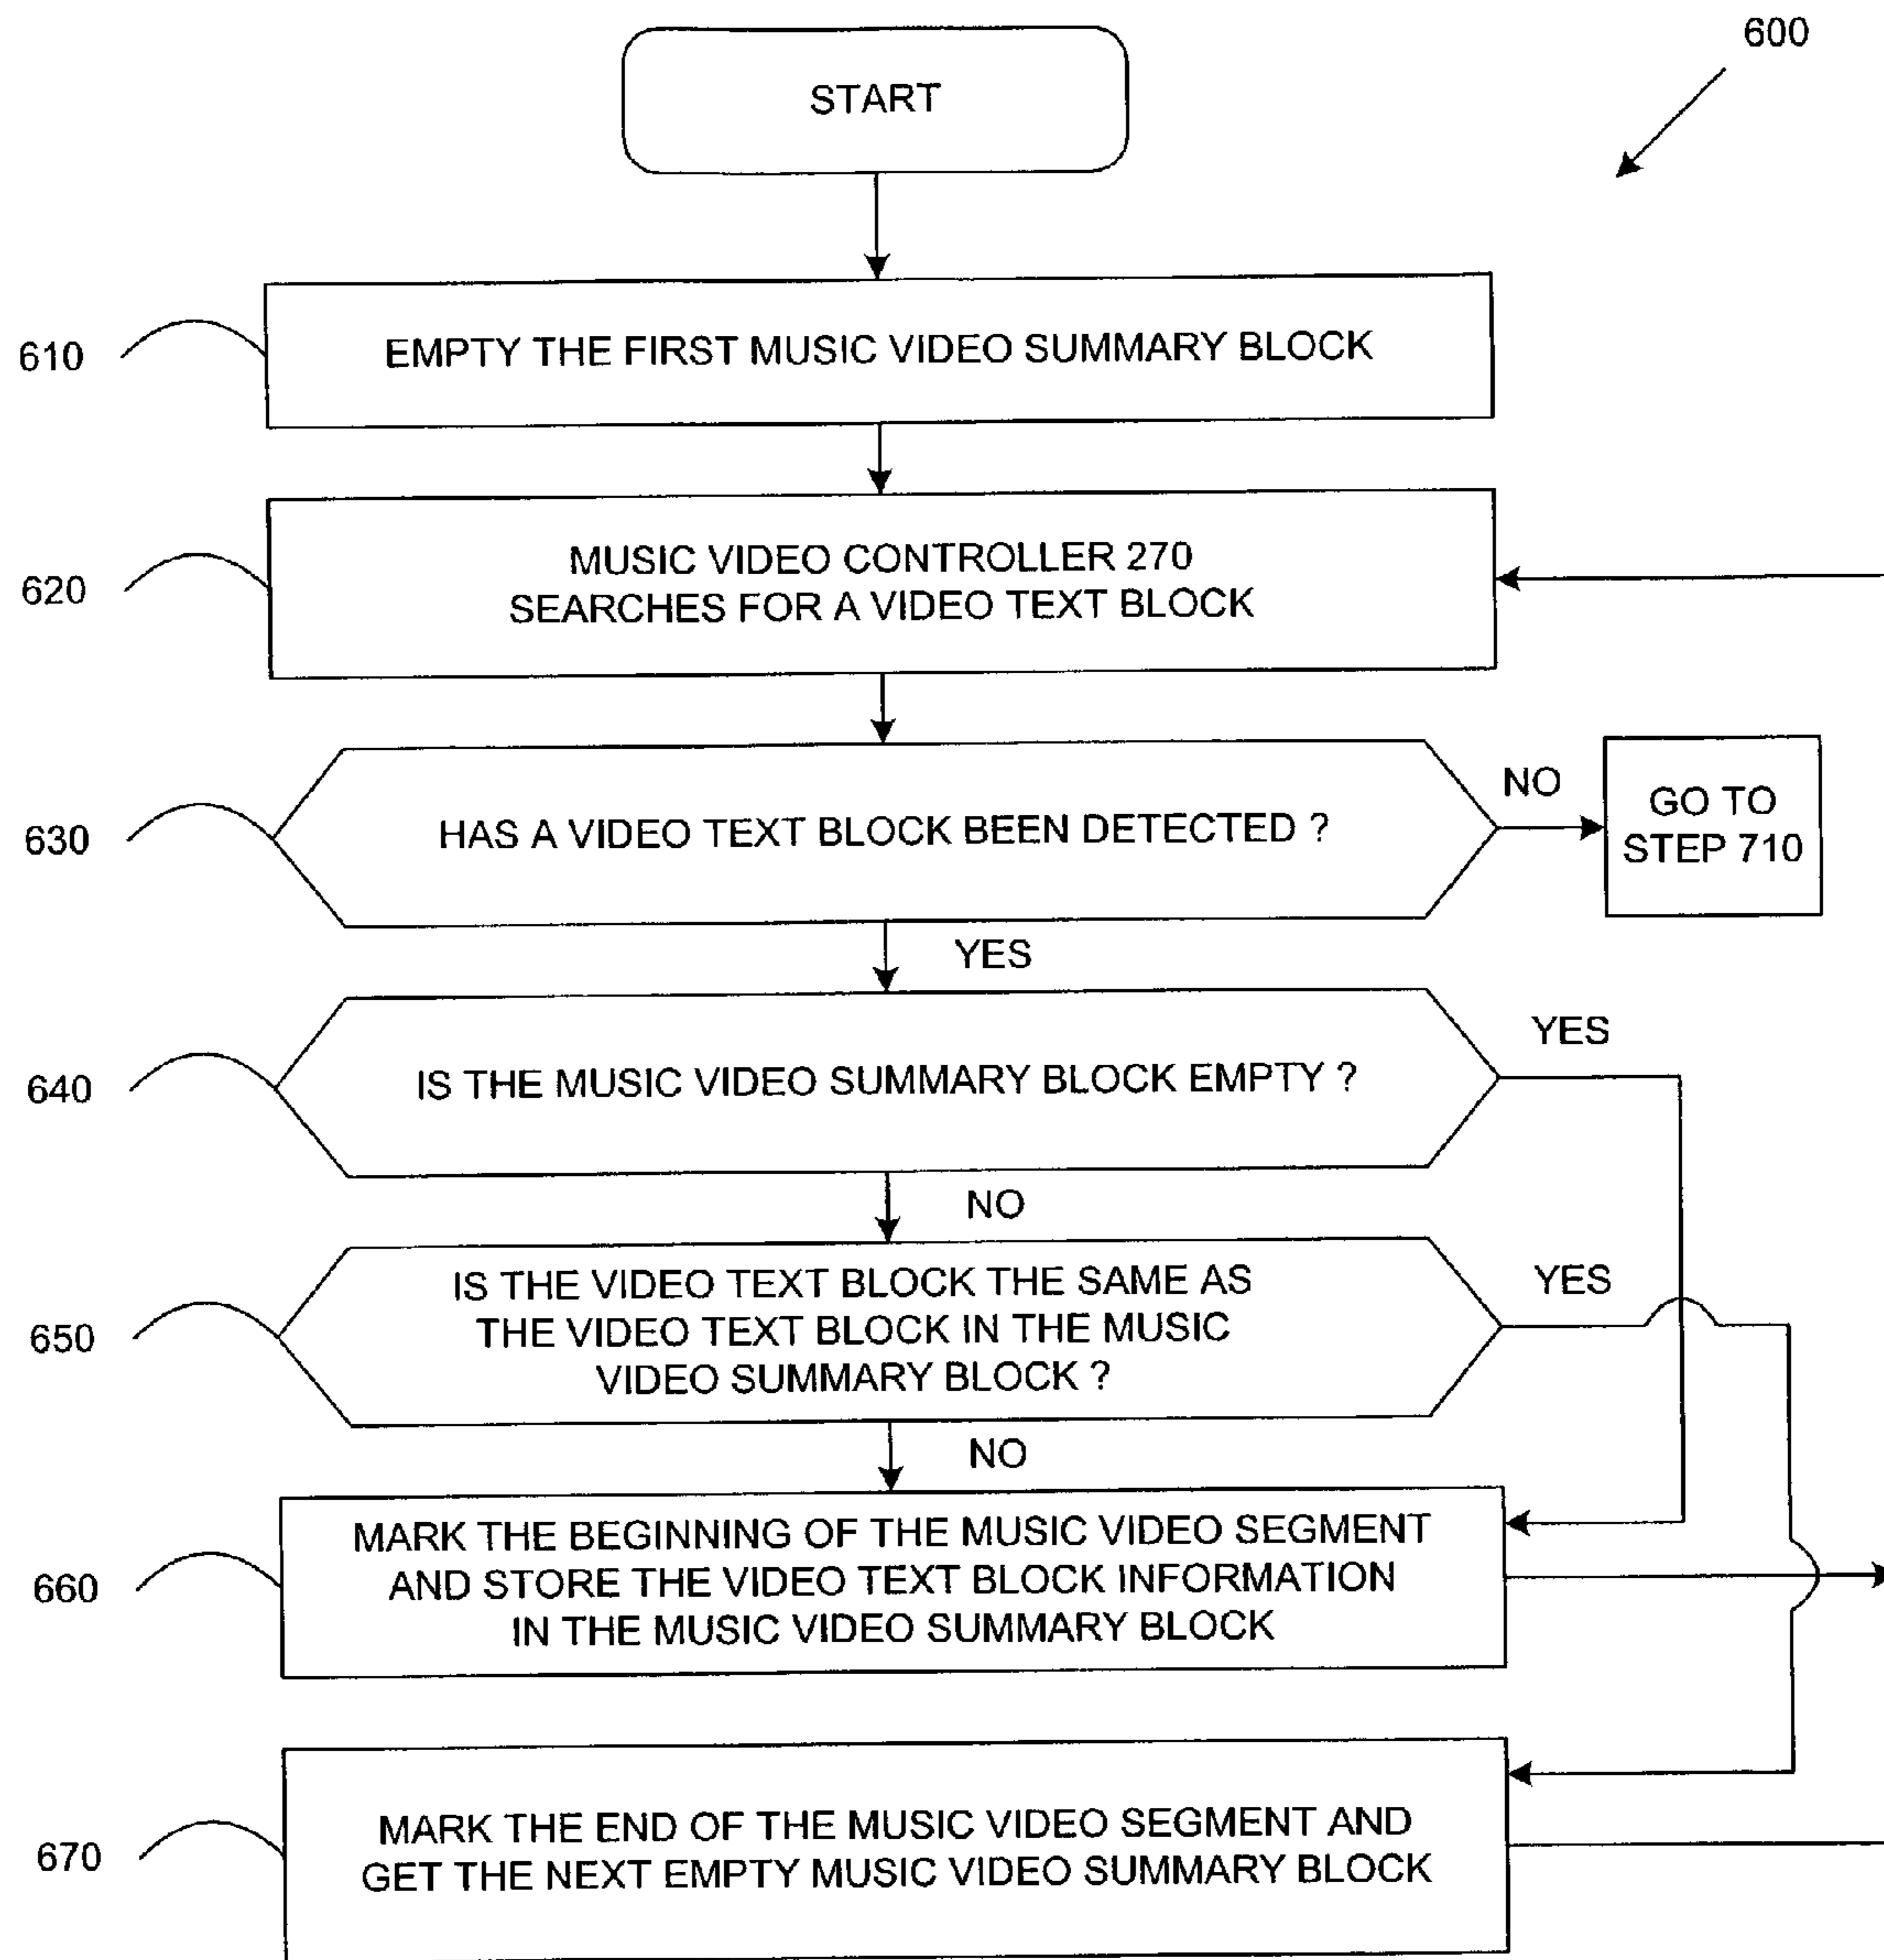 600
START
610
EMPTY THE FIRST MUSIC VIDEO SUMMARY BLOCK
620
MUSIC VIDEO CONTROLLER 270
SEARCHES FOR A VIDEO TEXT BLOCK
630
HAS A VIDEO TEXT BLOCK BEEN DETECTED ?
NO
GO TO
STEP 710
YES
640
IS THE MUSIC VIDEO SUMMARY BLOCK EMPTY ?
YES
NO
650
IS THE VIDEO TEXT BLOCK THE SAME AS
THE VIDEO TEXT BLOCK IN THE MUSIC
VIDEO SUMMARY BLOCK ?
YES
NO
660
MARK THE BEGINNING OF THE MUSIC VIDEO SEGMENT
AND STORE THE VIDEO TEXT BLOCK INFORMATION
IN THE MUSIC VIDEO SUMMARY BLOCK
670
MARK THE END OF THE MUSIC VIDEO SEGMENT AND
GET THE NEXT EMPTY MUSIC VIDEO SUMMARY BLOCK